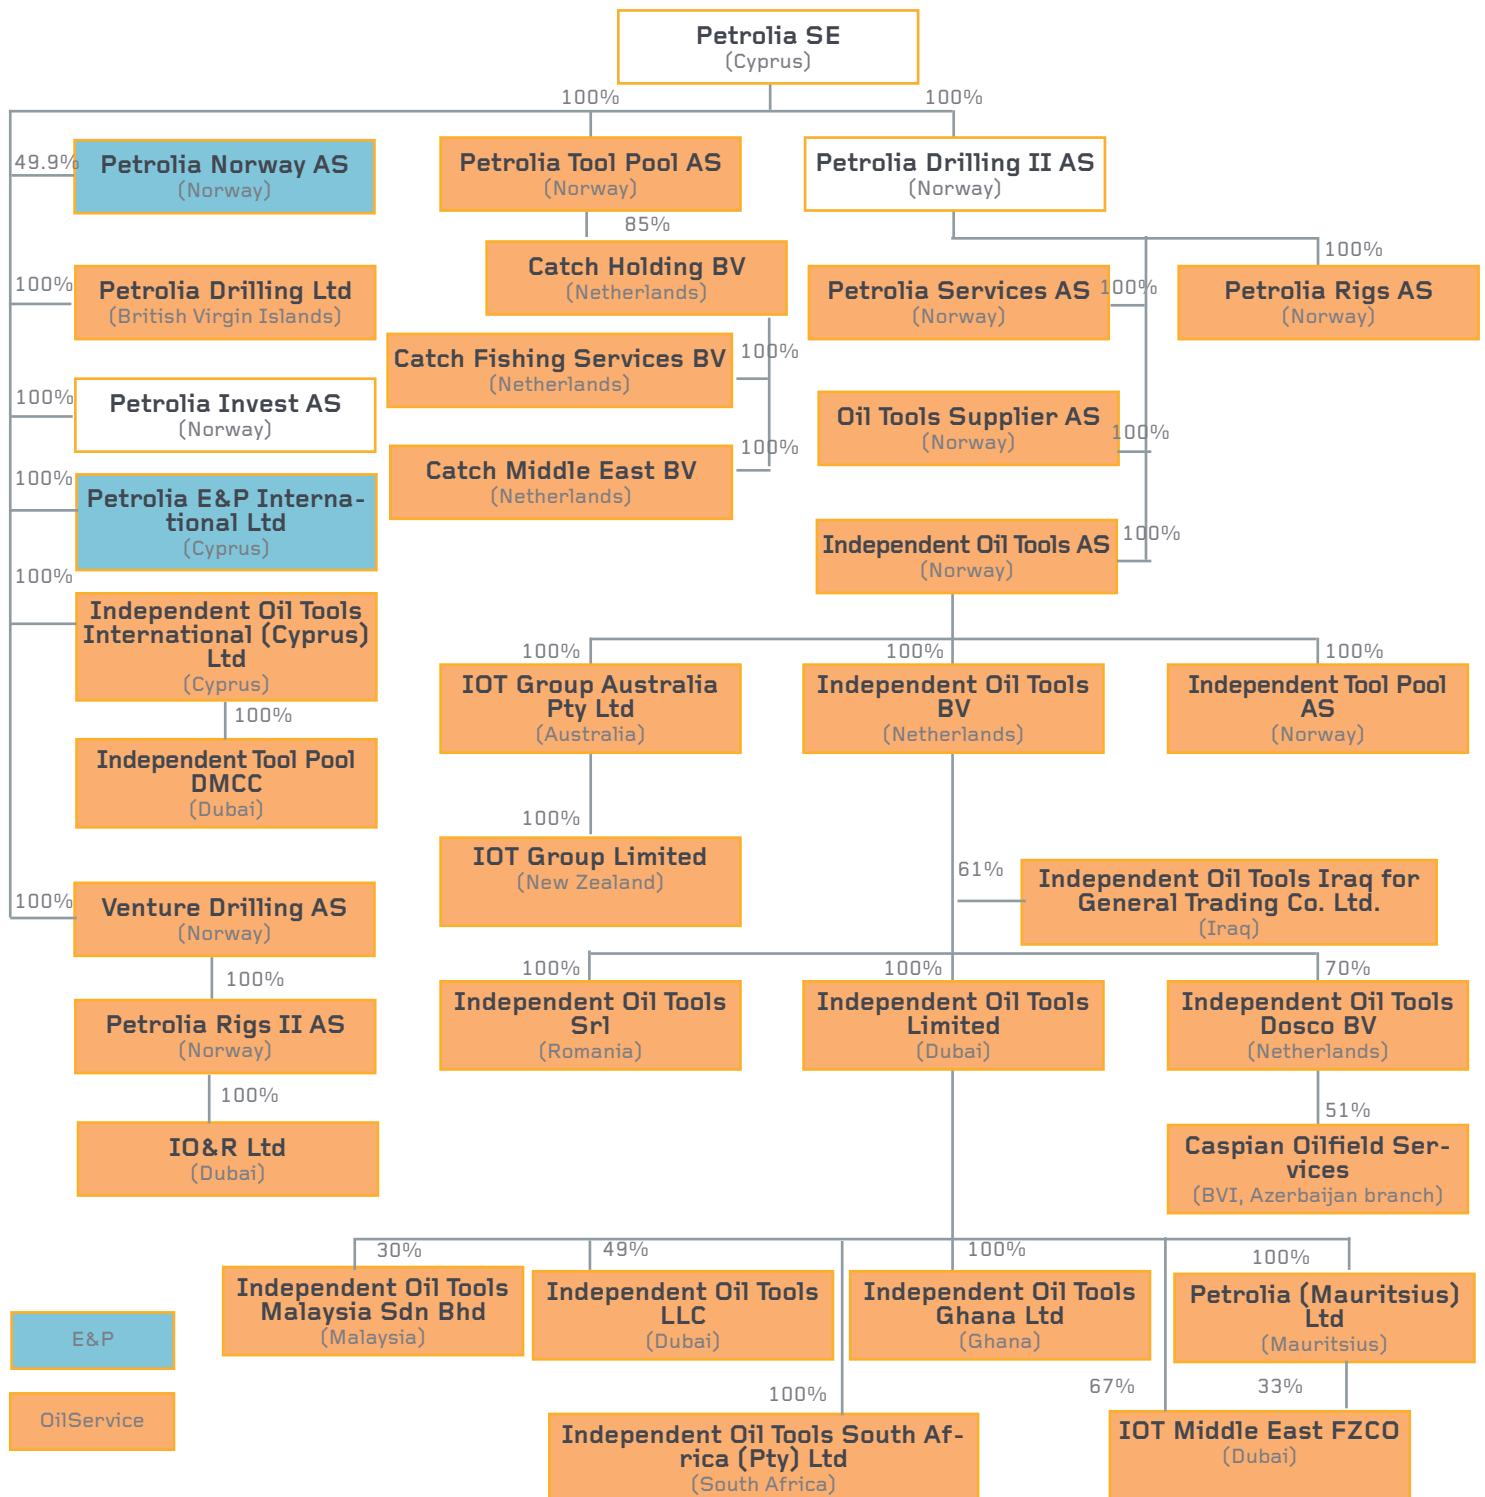 Petrolia SE
(Cyprus)
100%
100%
49.9%
Petrolia Norway AS
(Norway)
Petrolia Tool Pool AS
(Norway)
Petrolia Drilling II AS
(Norway)
85%
100%
100%
Petrolia Drilling Ltd
(British Virgin Islands)
Catch Holding BV
(Netherlands)
Petrolia Services AS
(Norway)
100%
Petrolia Rigs AS
(Norway)
Catch Fishing Services BV
(Netherlands)
100%
100%
Petrolia Invest AS
(Norway)
Oil Tools Supplier AS
(Norway)
100%
Catch Middle East BV
(Netherlands)
100%
100%
Petrolia E&P Interna-
tional Ltd
(Cyprus)
Independent Oil Tools AS
(Norway)
100%
100%
Independent Oil Tools
International (Cyprus)
Ltd
(Cyprus)
100%
100%
100%
IOT Group Australia
Pty Ltd
(Australia)
Independent Oil Tools
BV
(Netherlands)
Independent Tool Pool
AS
(Norway)
100%
Independent Tool Pool
DMCC
(Dubai)
100%
IOT Group Limited
(New Zealand)
61%
Independent Oil Tools Iraq for
General Trading Co. Ltd.
(Iraq)
100%
Venture Drilling AS
(Norway)
100%
100%
100%
70%
Petrolia Rigs II AS
(Norway)
Independent Oil Tools
Srl
(Romania)
Independent Oil Tools
Limited
(Dubai)
Independent Oil Tools
Dosco BV
(Netherlands)
100%
51%
IO&R Ltd
(Dubai)
Caspian Oilfield Ser-
vices
(BVI, Azerbaijan branch)
30%
49%
100%
100%
Independent Oil Tools
Malaysia Sdn Bhd
(Malaysia)
Independent Oil Tools
LLC
(Dubai)
Independent Oil Tools
Ghana Ltd
(Ghana)
Petrolia (Mauritsius)
Ltd
(Mauritsius)
E&P
100%
67%
33%
OilService
Independent Oil Tools South Af-
rica (Pty) Ltd
(South Africa)
IOT Middle East FZCO
(Dubai)